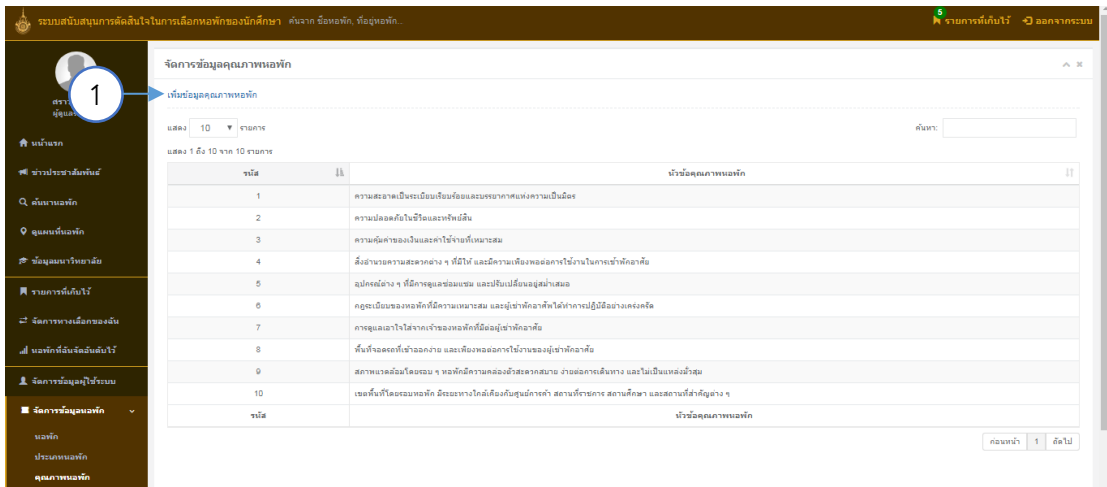 ระบบสนับสนุนการตัดสินใจในการเลือกหอพักของนักศึกษา ค้นจาก ชื่อหอพัก, ที่อยู่หอพัก..
5
รายการที่เก็บไว้ ออกจากระบบ
1
หน้าแรก
ข่าวประชาสัมพันธ์
ค้นหาหอพัก
ดูแผนที่หอพัก
ข้อมูลมหาวิทยาลัย
รายการที่เก็บไว้
จัดการทางเลือกของฉัน
หอพักที่ฉันจัดอันดับไว้
จัดการข้อมูลผู้ใช้ระบบ
จัดการข้อมูลหอพัก
หอพัก
ประเภทหอพัก
คุณภาพหอพัก
จัดการข้อมูลคุณภาพหอพัก
เพิ่มข้อมูลคุณภาพหอพัก
แสดง 10 รายการ ค้นหา:
แสดง 1 ถึง 10 จาก 10 รายการ
รหัส หัวข้อคุณภาพหอพัก
1 ความสะอาดเป็นระเบียบเรียบร้อยและบรรยากาศแห่งความเป็นมิตร
2 ความปลอดภัยในชีวิตและทรัพย์สิน
3 ความคุ้มค่าของเงินและค่าใช้จ่ายที่เหมาะสม
4 สิ่งอำนวยความสะดวกต่าง ๆ ที่มีให้ และมีความเพียงพอต่อการใช้งานในการเข้าพักอาศัย
5 อุปกรณ์ต่าง ๆ ที่มีการดูแลซ่อมแซม และปรับเปลี่ยนอยู่สม่ำเสมอ
6 กฎระเบียบของหอพักที่มีความเหมาะสม และผู้เช่าพักอาศัยได้ทำการปฏิบัติอย่างเคร่งครัด
7 การดูแลเอาใจใส่จากเจ้าของหอพักที่มีต่อผู้เช่าพักอาศัย
8 พื้นที่จอดรถที่เข้าออกง่าย และเพียงพอต่อการใช้งานของผู้เช่าพักอาศัย
9 สภาพแวดล้อมโดยรอบ ๆ หอพักมีความคล่องตัวสะดวกสบาย ง่ายต่อการเดินทาง และไม่เป็นแหล่งมั่วสุม
10 เขตพื้นที่โดยรอบหอพัก มีระยะทางใกล้เคียงกับศูนย์การค้า สถานที่ราชการ สถานศึกษา และสถานที่สำคัญต่าง ๆ
รหัส หัวข้อคุณภาพหอพัก
ก่อนหน้า 1 ถัดไป